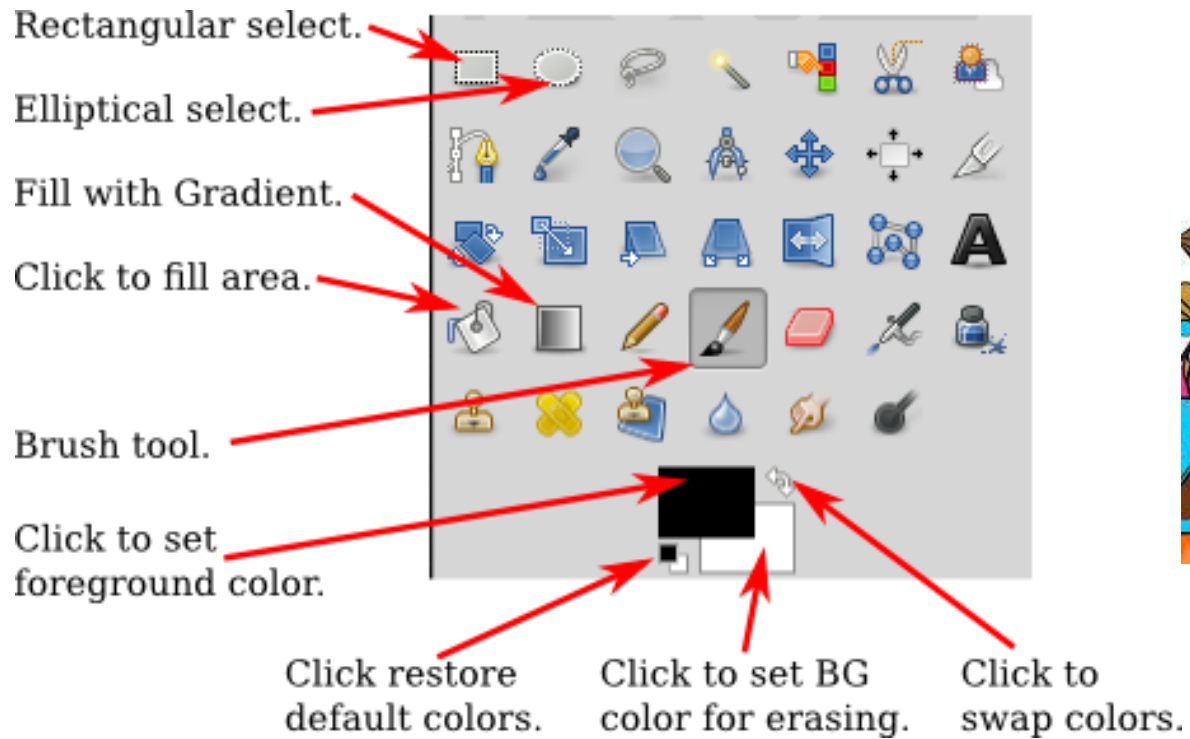 Rectangular select.
Elliptical select.
Fill with Gradient.
Click to fill area.
Brush tool.
Click to set
foreground color.
Click restore
default colors.
Click to set BG
color for erasing.
Click to
swap colors.